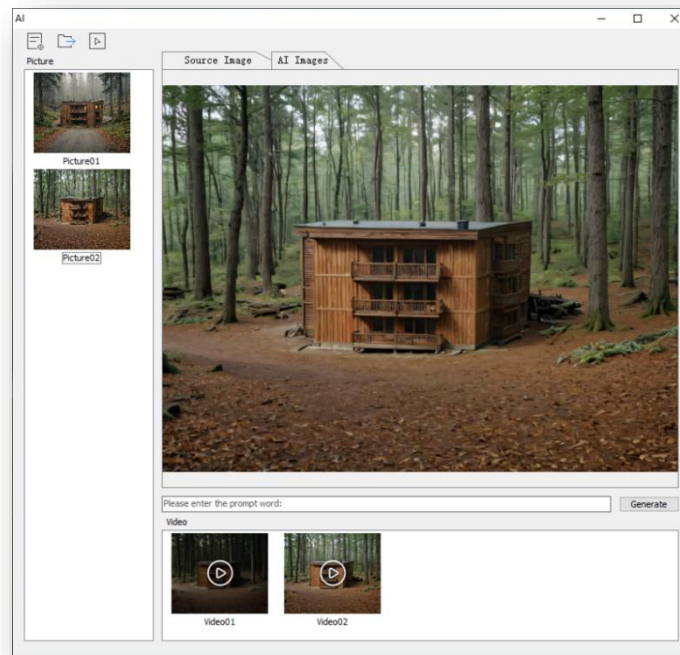 AI
Picture
Picture01
Picture02
Source Image
AI Images
Please enter the prompt word:
Generate
Video
Video01
Video02